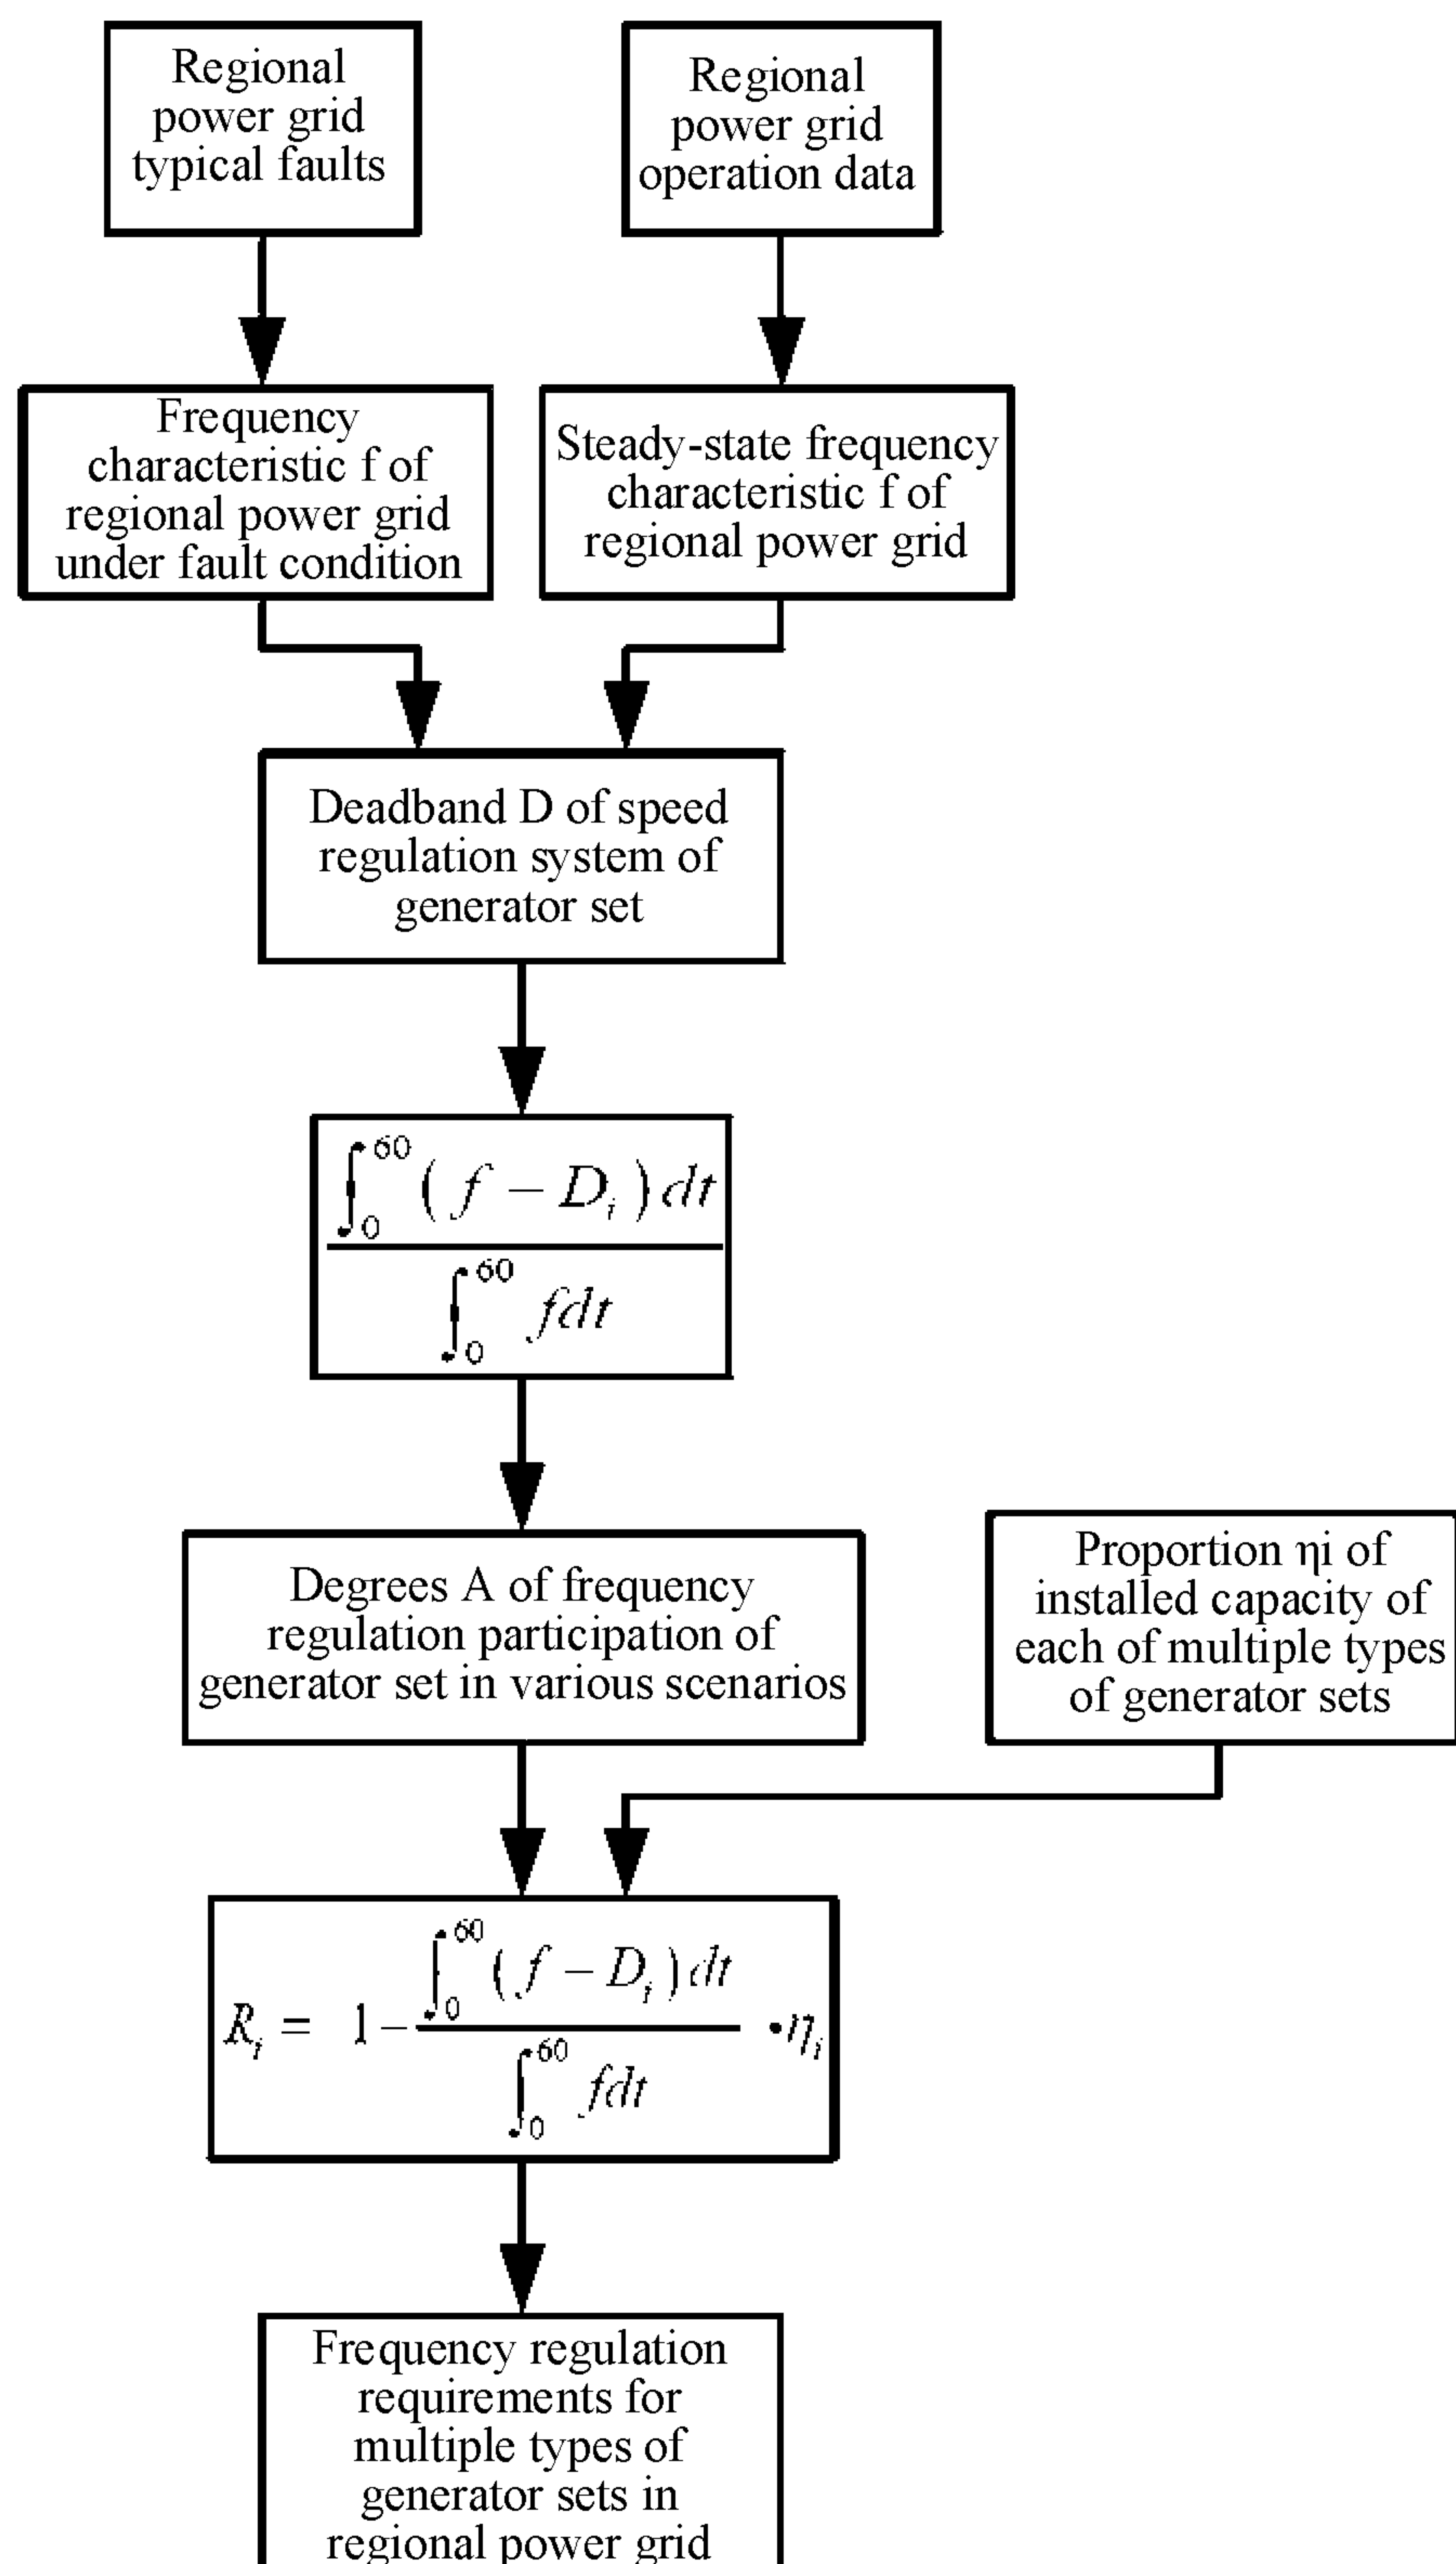 Regional
power grid
typical faults
Regional
power grid
operation data
Frequency
characteristic f of
regional power grid
under fault condition
Steady-state frequency
characteristic f of
regional power grid
Deadband D of speed
regulation system of
generator set
∫₀⁶⁰ (f − Dᵢ) dt
∫₀⁶⁰ fdt
Degrees A of frequency
regulation participation of
generator set in various scenarios
Proportion ηi of
installed capacity of
each of multiple types
of generator sets
∫₀⁶⁰ (f − Dᵢ) dt
Rᵢ = 1 − •ηᵢ
∫₀⁶⁰ fdt
Frequency regulation
requirements for
multiple types of
generator sets in
regional power grid